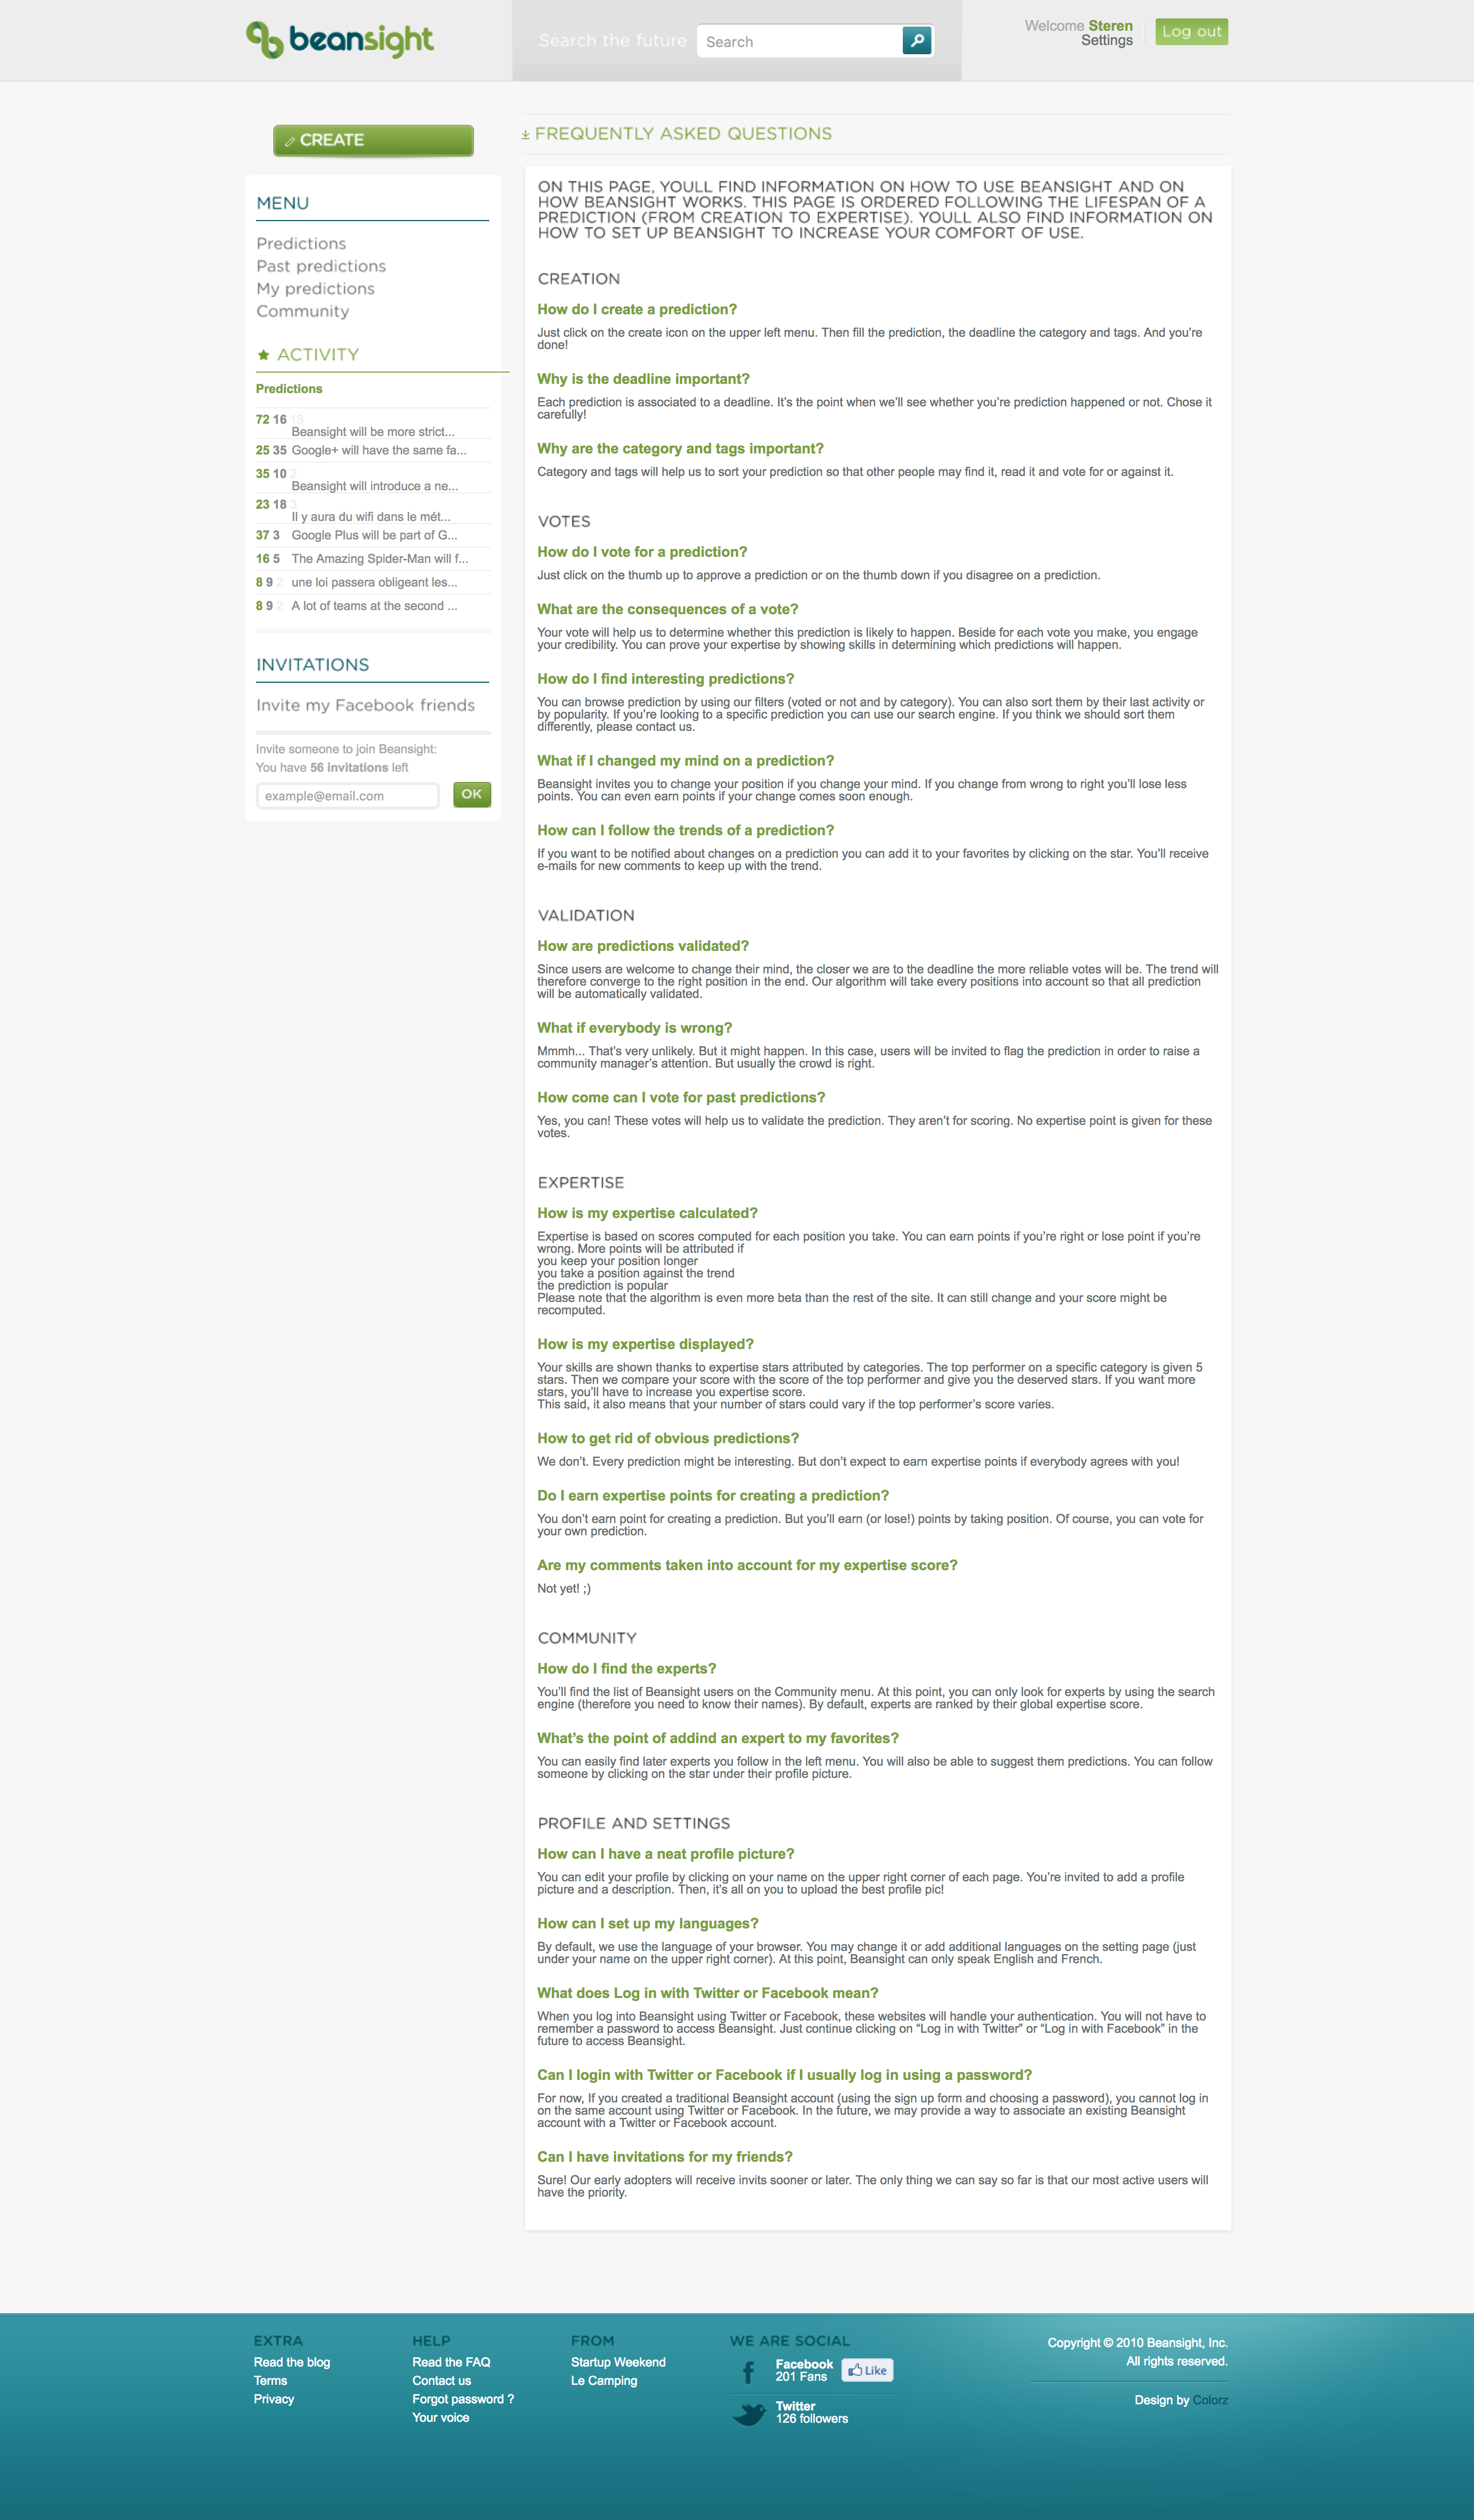 beansight
Search the future
Search
Welcome Steren
Settings
Log out
CREATE
MENU
Predictions
Past predictions
My predictions
Community
ACTIVITY
Predictions
72 16 13
Beansight will be more strict...
25 35 Google+ will have the same fa...
35 10 2
Beansight will introduce a ne...
23 18 3
Il y aura du wifi dans le mét...
37 3 Google Plus will be part of G...
16 5 The Amazing Spider-Man will f...
8 9 2 une loi passera obligeant les...
8 9 2 A lot of teams at the second ...
INVITATIONS
Invite my Facebook friends
Invite someone to join Beansight:
You have 56 invitations left
example@email.com
OK
FREQUENTLY ASKED QUESTIONS
ON THIS PAGE, YOULL FIND INFORMATION ON HOW TO USE BEANSIGHT AND ON
HOW BEANSIGHT WORKS. THIS PAGE IS ORDERED FOLLOWING THE LIFESPAN OF A
PREDICTION (FROM CREATION TO EXPERTISE). YOULL ALSO FIND INFORMATION ON
HOW TO SET UP BEANSIGHT TO INCREASE YOUR COMFORT OF USE.
CREATION
How do I create a prediction?
Just click on the create icon on the upper left menu. Then fill the prediction, the deadline the category and tags. And you're
done!
Why is the deadline important?
Each prediction is associated to a deadline. It's the point when we'll see whether you're prediction happened or not. Chose it
carefully!
Why are the category and tags important?
Category and tags will help us to sort your prediction so that other people may find it, read it and vote for or against it.
VOTES
How do I vote for a prediction?
Just click on the thumb up to approve a prediction or on the thumb down if you disagree on a prediction.
What are the consequences of a vote?
Your vote will help us to determine whether this prediction is likely to happen. Beside for each vote you make, you engage
your credibility. You can prove your expertise by showing skills in determining which predictions will happen.
How do I find interesting predictions?
You can browse prediction by using our filters (voted or not and by category). You can also sort them by their last activity or
by popularity. If you're looking to a specific prediction you can use our search engine. If you think we should sort them
differently, please contact us.
What if I changed my mind on a prediction?
Beansight invites you to change your position if you change your mind. If you change from wrong to right you'll lose less
points. You can even earn points if your change comes soon enough.
How can I follow the trends of a prediction?
If you want to be notified about changes on a prediction you can add it to your favorites by clicking on the star. You'll receive
e-mails for new comments to keep up with the trend.
VALIDATION
How are predictions validated?
Since users are welcome to change their mind, the closer we are to the deadline the more reliable votes will be. The trend will
therefore converge to the right position in the end. Our algorithm will take every positions into account so that all prediction
will be automatically validated.
What if everybody is wrong?
Mmmh... That's very unlikely. But it might happen. In this case, users will be invited to flag the prediction in order to raise a
community manager's attention. But usually the crowd is right.
How come can I vote for past predictions?
Yes, you can! These votes will help us to validate the prediction. They aren't for scoring. No expertise point is given for these
votes.
EXPERTISE
How is my expertise calculated?
Expertise is based on scores computed for each position you take. You can earn points if you're right or lose point if you're
wrong. More points will be attributed if
you keep your position longer
you take a position against the trend
the prediction is popular
Please note that the algorithm is even more beta than the rest of the site. It can still change and your score might be
recomputed.
How is my expertise displayed?
Your skills are shown thanks to expertise stars attributed by categories. The top performer on a specific category is given 5
stars. Then we compare your score with the score of the top performer and give you the deserved stars. If you want more
stars, you'll have to increase you expertise score.
This said, it also means that your number of stars could vary if the top performer's score varies.
How to get rid of obvious predictions?
We don't. Every prediction might be interesting. But don't expect to earn expertise points if everybody agrees with you!
Do I earn expertise points for creating a prediction?
You don't earn point for creating a prediction. But you'll earn (or lose!) points by taking position. Of course, you can vote for
your own prediction.
Are my comments taken into account for my expertise score?
Not yet! ;)
COMMUNITY
How do I find the experts?
You'll find the list of Beansight users on the Community menu. At this point, you can only look for experts by using the search
engine (therefore you need to know their names). By default, experts are ranked by their global expertise score.
What's the point of addind an expert to my favorites?
You can easily find later experts you follow in the left menu. You will also be able to suggest them predictions. You can follow
someone by clicking on the star under their profile picture.
PROFILE AND SETTINGS
How can I have a neat profile picture?
You can edit your profile by clicking on your name on the upper right corner of each page. You're invited to add a profile
picture and a description. Then, it's all on you to upload the best profile pic!
How can I set up my languages?
By default, we use the language of your browser. You may change it or add additional languages on the setting page (just
under your name on the upper right corner). At this point, Beansight can only speak English and French.
What does Log in with Twitter or Facebook mean?
When you log into Beansight using Twitter or Facebook, these websites will handle your authentication. You will not have to
remember a password to access Beansight. Just continue clicking on “Log in with Twitter” or “Log in with Facebook” in the
future to access Beansight.
Can I login with Twitter or Facebook if I usually log in using a password?
For now, If you created a traditional Beansight account (using the sign up form and choosing a password), you cannot log in
on the same account using Twitter or Facebook. In the future, we may provide a way to associate an existing Beansight
account with a Twitter or Facebook account.
Can I have invitations for my friends?
Sure! Our early adopters will receive invits sooner or later. The only thing we can say so far is that our most active users will
have the priority.
EXTRA
Read the blog
Terms
Privacy
HELP
Read the FAQ
Contact us
Forgot password ?
Your voice
FROM
Startup Weekend
Le Camping
WE ARE SOCIAL
Facebook
201 Fans
Like
Twitter
126 followers
Copyright © 2010 Beansight, Inc.
All rights reserved.
Design by Colorz